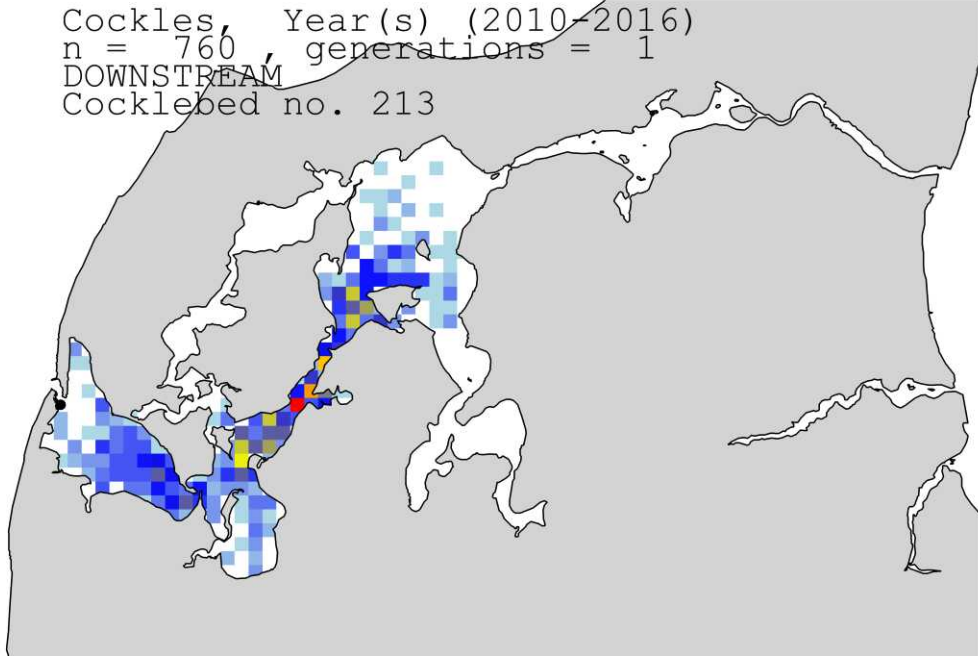 Cockles, Year(s) (2010-2016)
n = 760 , generations = 1
DOWNSTREAM
Cocklebed no. 213